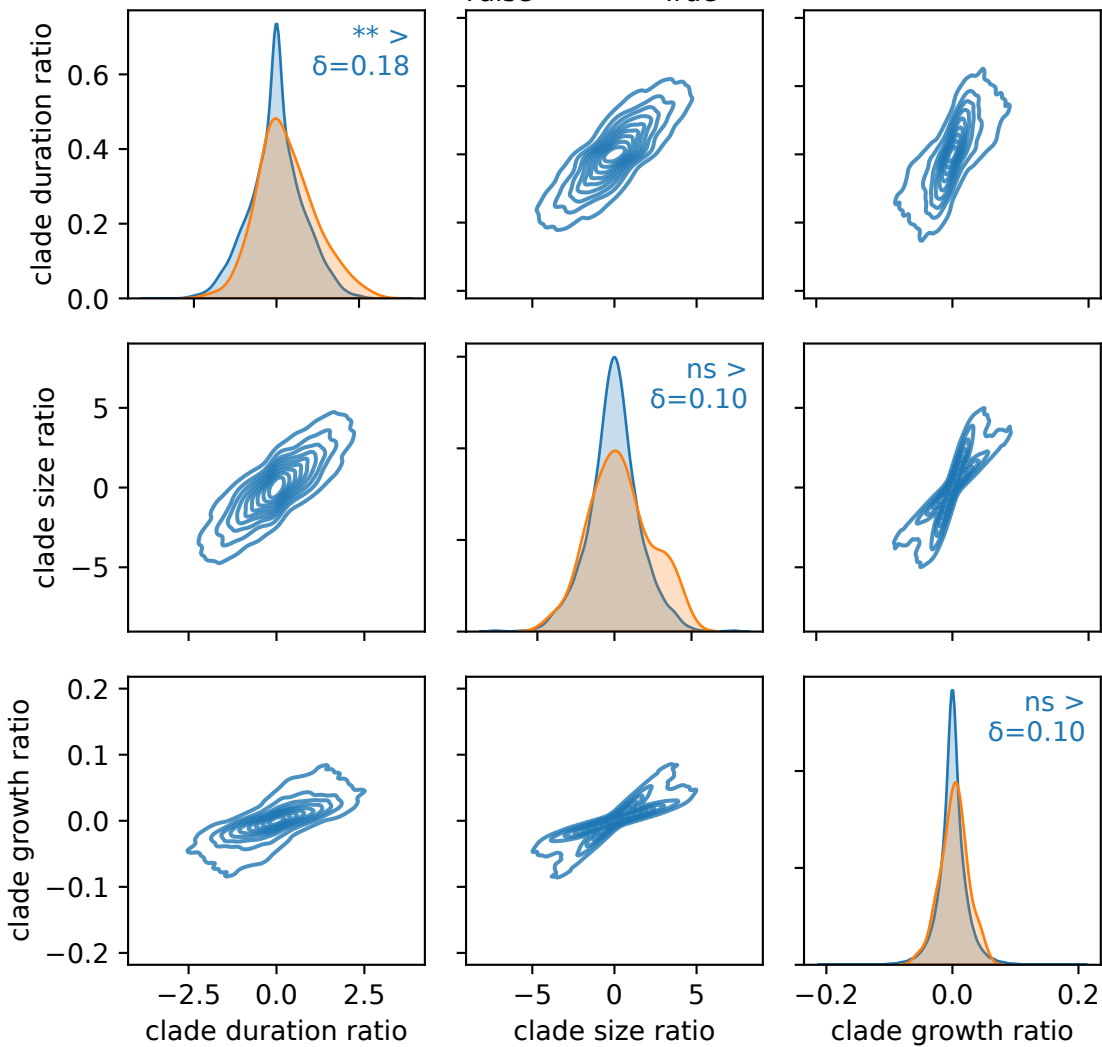 clade duration ratio
0.6
0.4
0.2
0.0
** >
δ=0.18
clade size ratio
5
0
−5
ns >
δ=0.10
clade growth ratio
0.2
0.1
0.0
−0.1
−0.2
ns >
δ=0.10
−2.5 0.0 2.5
clade duration ratio
−5 0 5
clade size ratio
−0.2 0.0 0.2
clade growth ratio